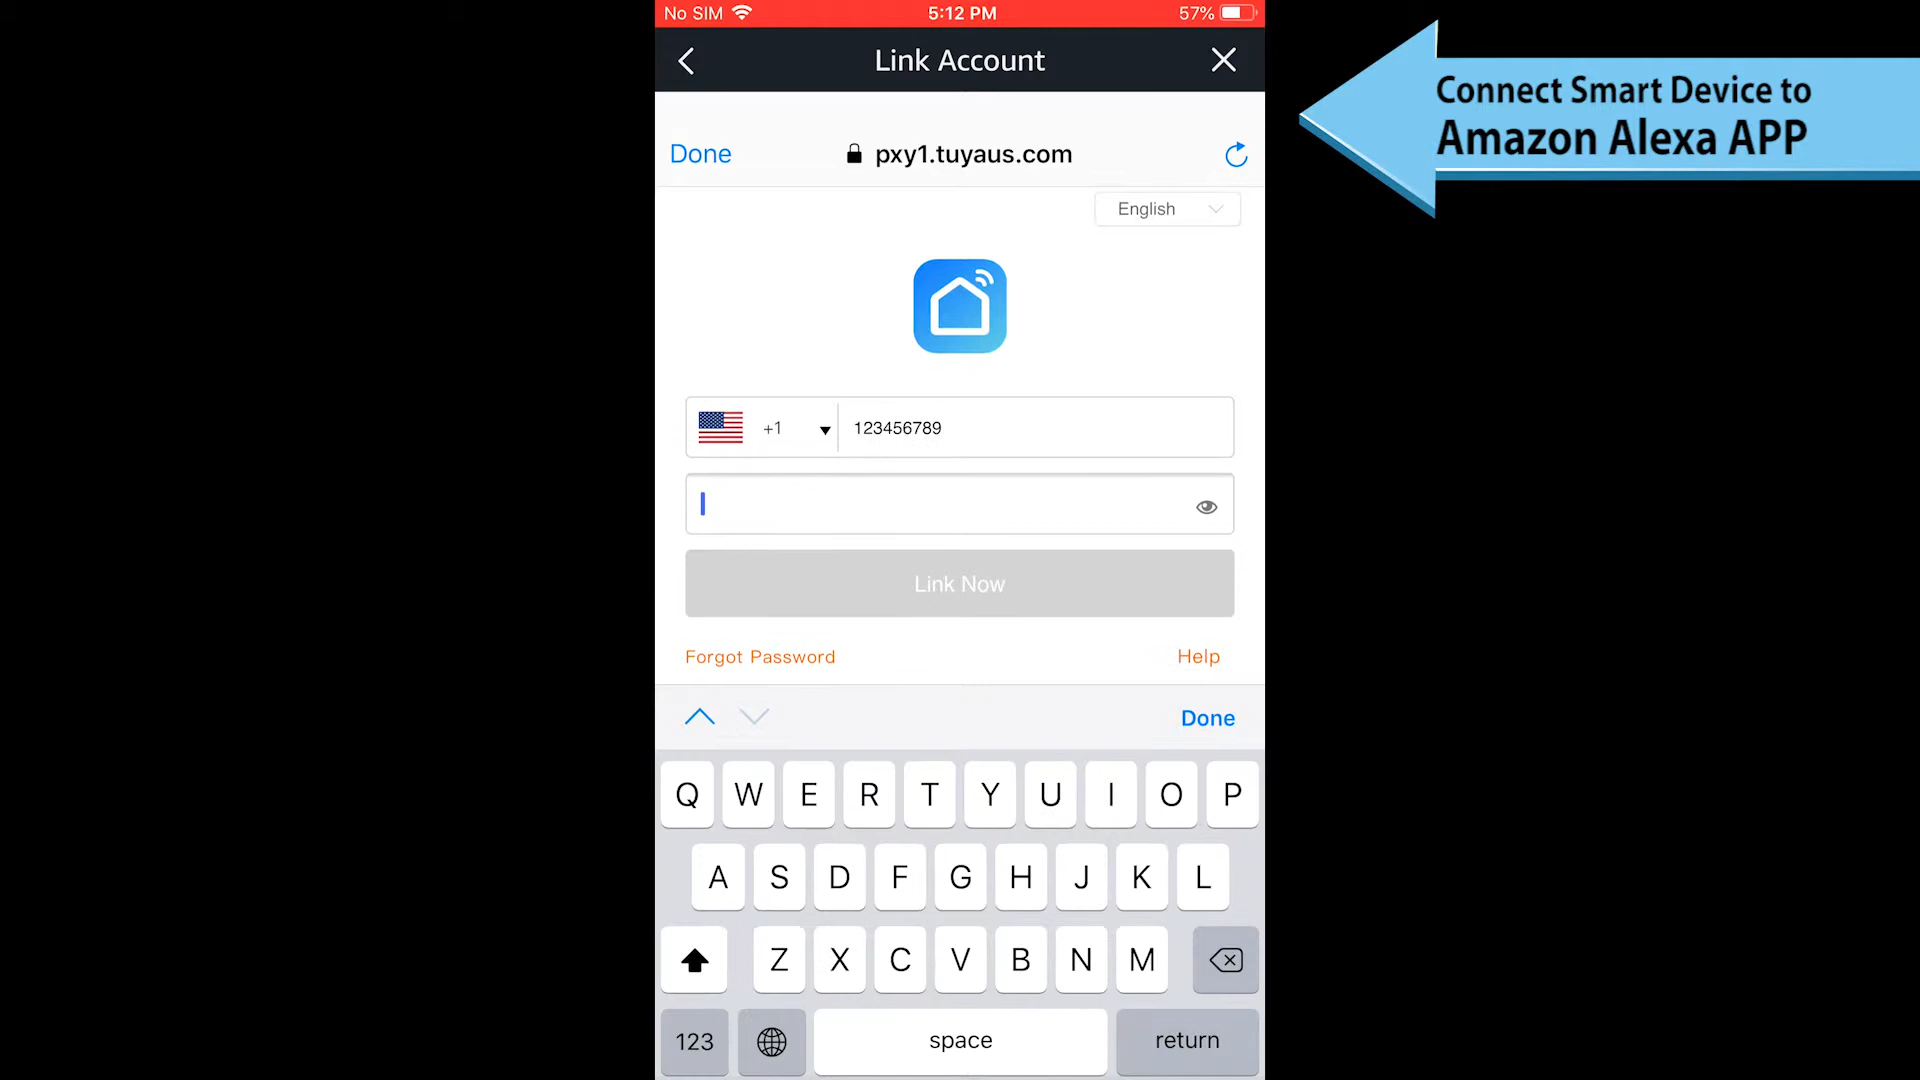 No SIM 5:12 PM 57%
Link Account
Connect Smart Device to
Amazon Alexa APP
Done pxy1.tuyaus.com
English
+1 123456789
Link Now
Forgot Password Help
Done
Q W E R T Y U I O P
A S D F G H J K L
Z X C V B N M
123 space return